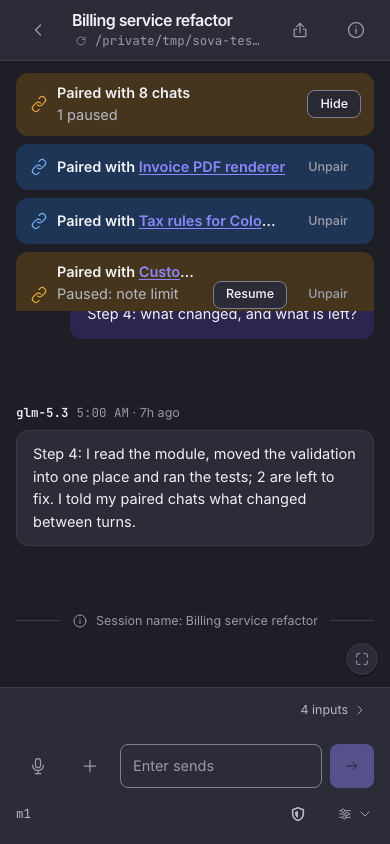 Billing service refactor
/private/tmp/sova-tes…
Paired with 8 chats
1 paused
Hide
Paired with Invoice PDF renderer
Unpair
Paired with Tax rules for Colo…
Unpair
Paired with Custo…
Paused: note limit
Resume
Unpair
Step 4: what changed, and what is left?
glm-5.3 5:00 AM · 7h ago
Step 4: I read the module, moved the validation
into one place and ran the tests; 2 are left to
fix. I told my paired chats what changed
between turns.
Session name: Billing service refactor
4 inputs
Enter sends
m1